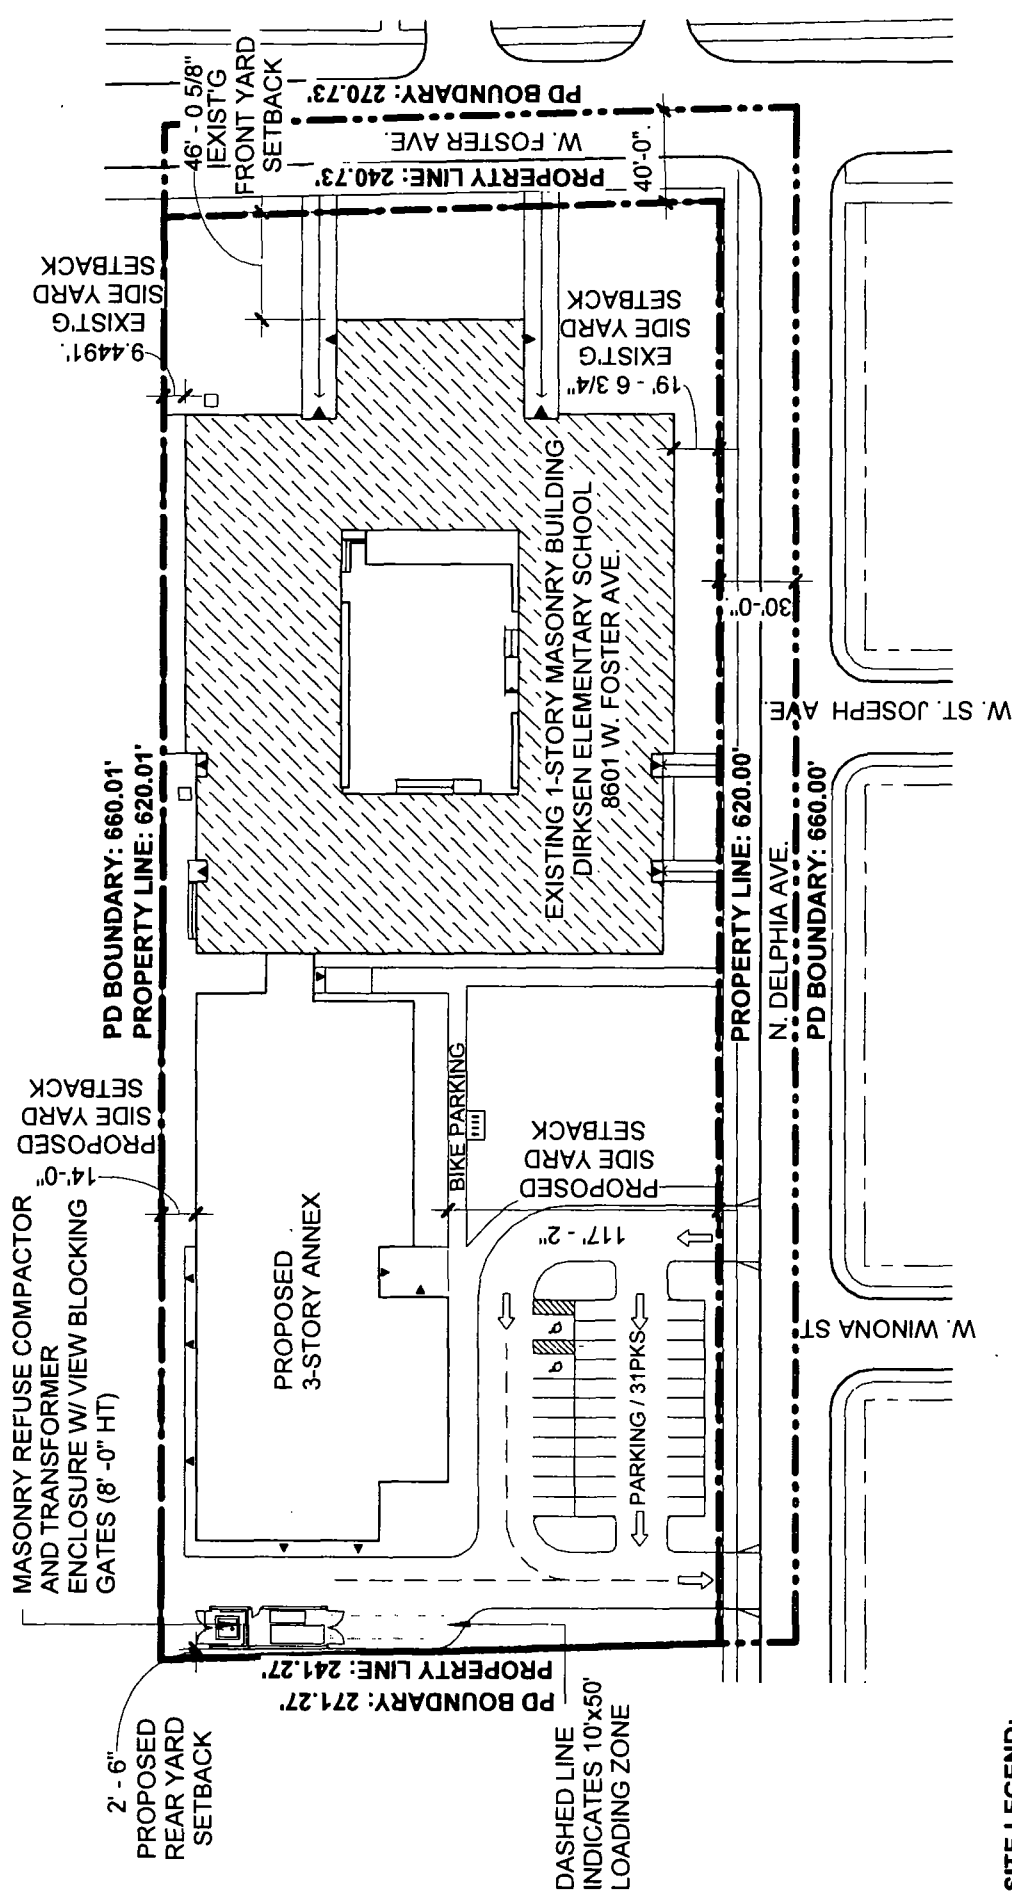 MASONRY REFUSE COMPACTOR
AND TRANSFORMER
ENCLOSURE W/ VIEW BLOCKING
GATES (8' -0" HT)
14'-0"
PROPOSED
SIDE YARD
SETBACK
PD BOUNDARY: 660.01'
PROPERTY LINE: 620.01'
9.4491'.
EXIST'G
SIDE YARD
SETBACK
46' - 0 5/8"
EXIST'G
FRONT YARD
SETBACK
2' - 6"
PROPOSED
REAR YARD
SETBACK
PD BOUNDARY: 271.27'
PROPERTY LINE: 241.27'
DASHED LINE
INDICATES 10'x50'
LOADING ZONE
PROPOSED
3-STORY ANNEX
BIKE PARKING
117' - 2"
PROPOSED
SIDE YARD
SETBACK
PARKING / 31PKS
EXISTING 1-STORY MASONRY BUILDING
DIRKSEN ELEMENTARY SCHOOL
8601 W. FOSTER AVE.
19' - 6 3/4"
EXIST'G
SIDE YARD
SETBACK
PROPERTY LINE: 240.73'
W. FOSTER AVE.
PD BOUNDARY: 270.73'
40'-0".
30'-0".
PROPERTY LINE: 620.00'
N. DELPHIA AVE.
PD BOUNDARY: 660.00'
W. WINONA ST
W. ST. JOSEPH AVE.
SITE LEGEND: